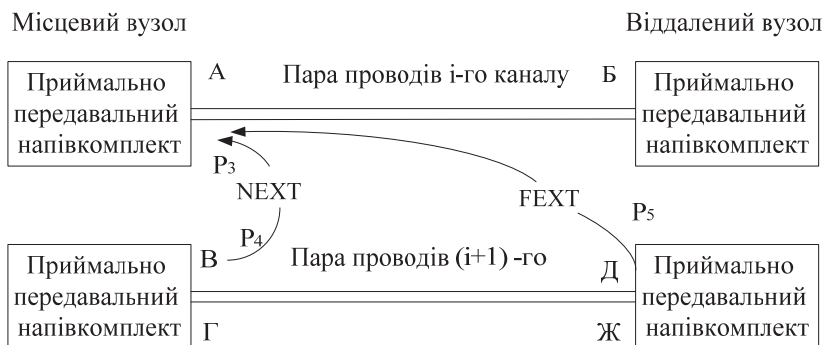 Місцевий вузол
Віддалений вузол
Приймально
передавальний
напівкомплект
А
Пара проводів і-го каналу
Б
Приймально
передавальний
напівкомплект
Р3
NEXT
FEXT
Р5
Р4
Приймально
передавальний
напівкомплект
В
Пара проводів (і+1) -го
Д
Приймально
передавальний
напівкомплект
Г
Ж